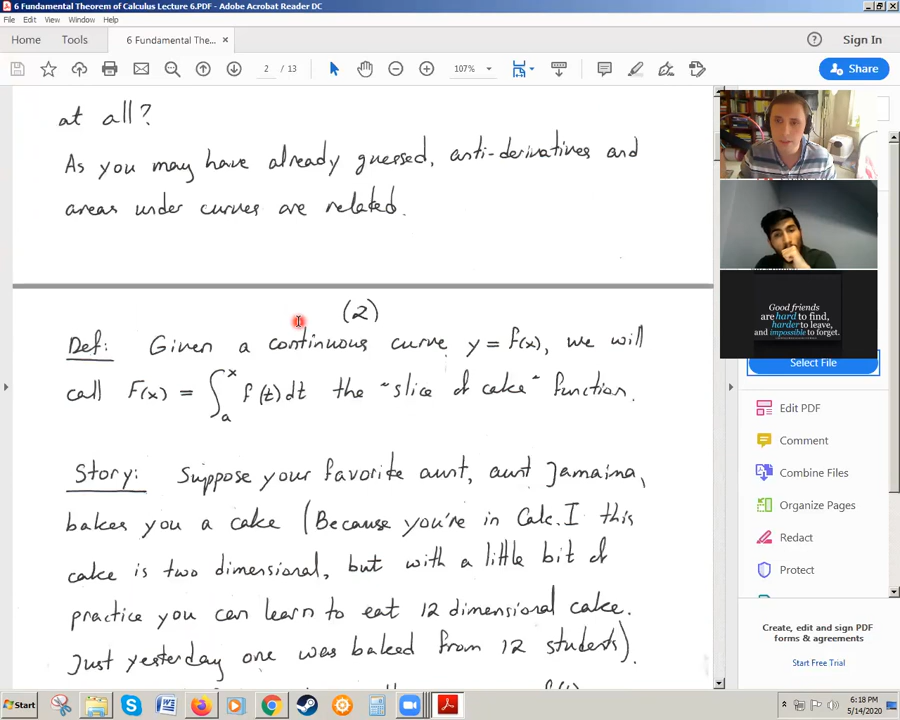 6 Fundamental Theorem of Calculus Lecture 6.PDF - Adobe Acrobat Reader DC
File Edit View Window Help
Home Tools 6 Fundamental The... × Sign In
2 / 13 107% Share
at all?
As you may have already guessed, anti-derivatives and
areas under curves are related.
(2)
Def: Given a continuous curve y = f(x), we will
call F(x) = ∫ₐˣ f(t)dt the "slice of cake" function.
Story: Suppose your favorite aunt, aunt Jamaima,
bakes you a cake (Because you're in Calc. I this
cake is two dimensional, but with a little bit of
practice you can learn to eat 12 dimensional cake.
Just yesterday one was baked from 12 students).
Good friends
are hard to find,
harder to leave,
and impossible to forget.
Select File
Edit PDF
Comment
Combine Files
Organize Pages
Redact
Protect
Create, edit and sign PDF
forms & agreements
Start Free Trial
Start
6:18 PM
5/14/2020